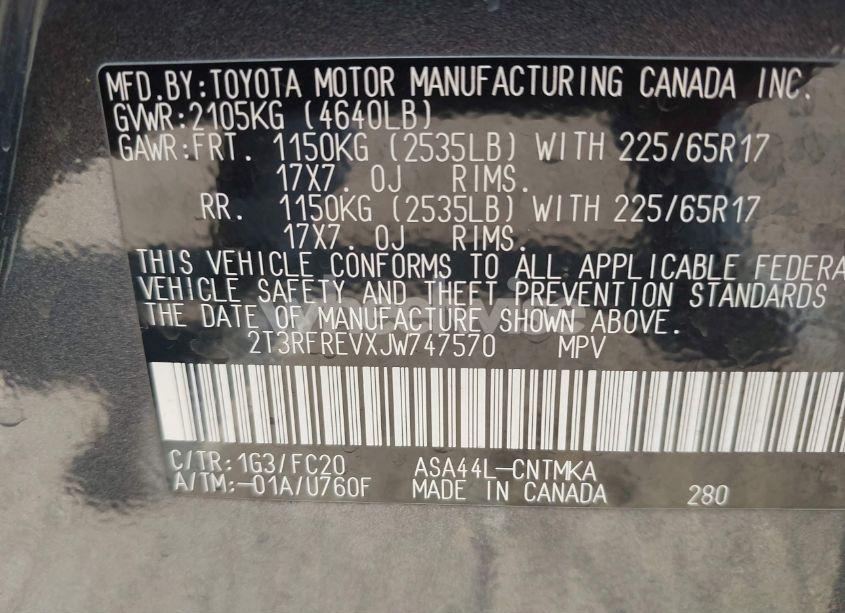 MFD.BY:TOYOTA MOTOR MANUFACTURING CANADA INC.
GVWR:2105KG (4640LB)
GAWR:FRT. 1150KG (2535LB) WITH 225/65R17
17X7.0J RIMS.
RR. 1150KG (2535LB) WITH 225/65R17
17X7.0J RIMS.
THIS VEHICLE CONFORMS TO ALL APPLICABLE FEDERA
VEHICLE SAFETY AND THEFT PREVENTION STANDARDS
THE DATE OF MANUFACTURE SHOWN ABOVE.
2T3RFREVXJW747570 MPV
C/TR:1G3/FC20 ASA44L-CNTMKA
A/TM:-01A/U760F MADE IN CANADA 280